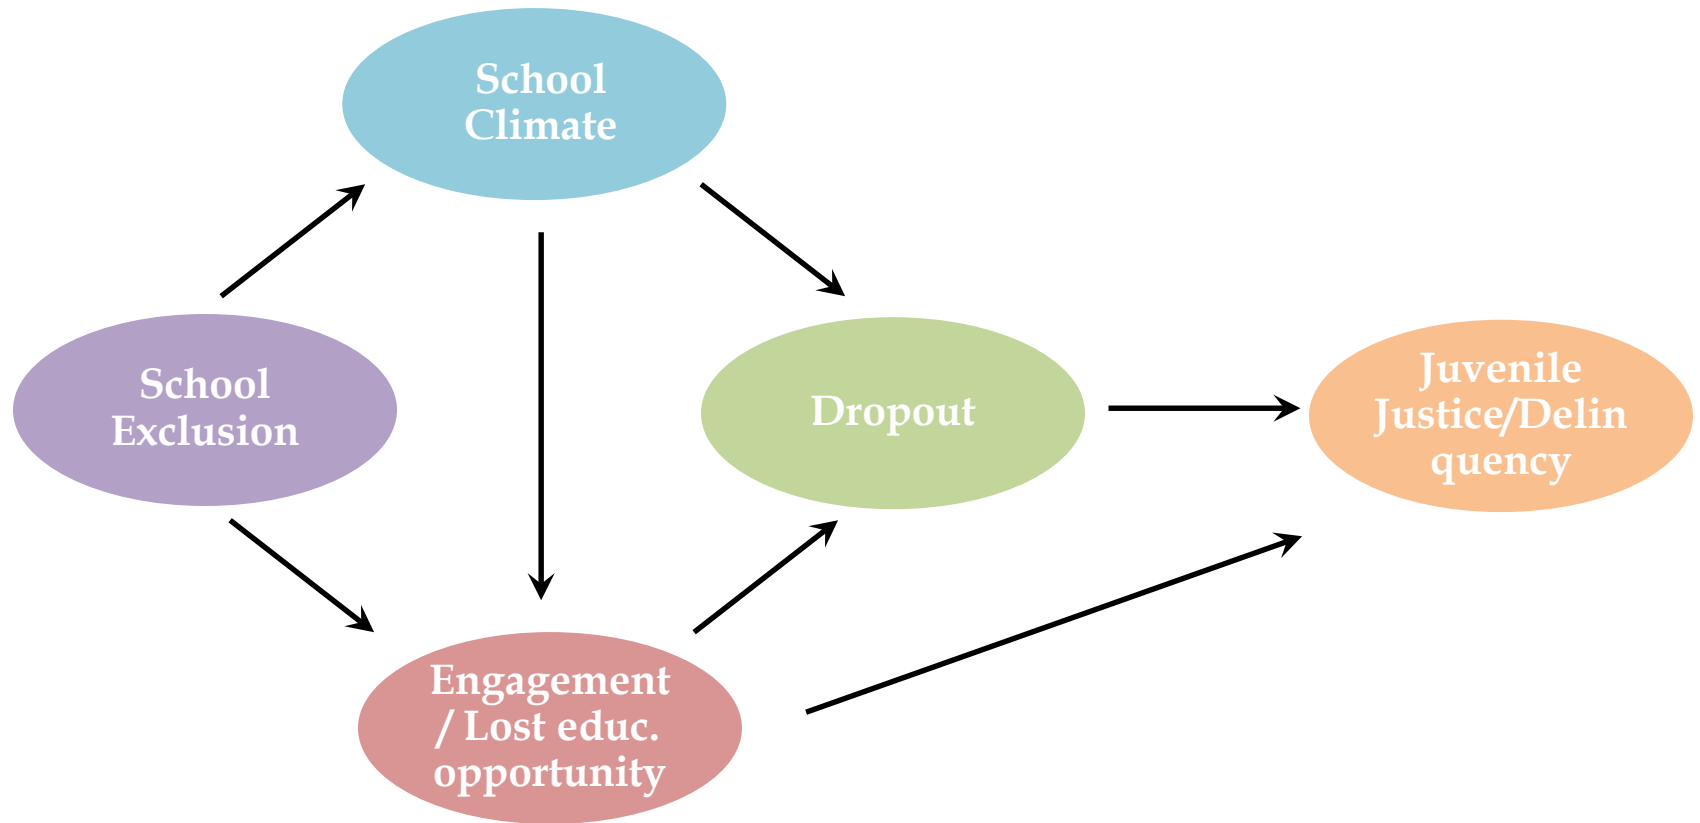 School
Climate
School
Exclusion
Dropout
Juvenile
Justice/Delin
quency
Engagement
/ Lost educ.
opportunity